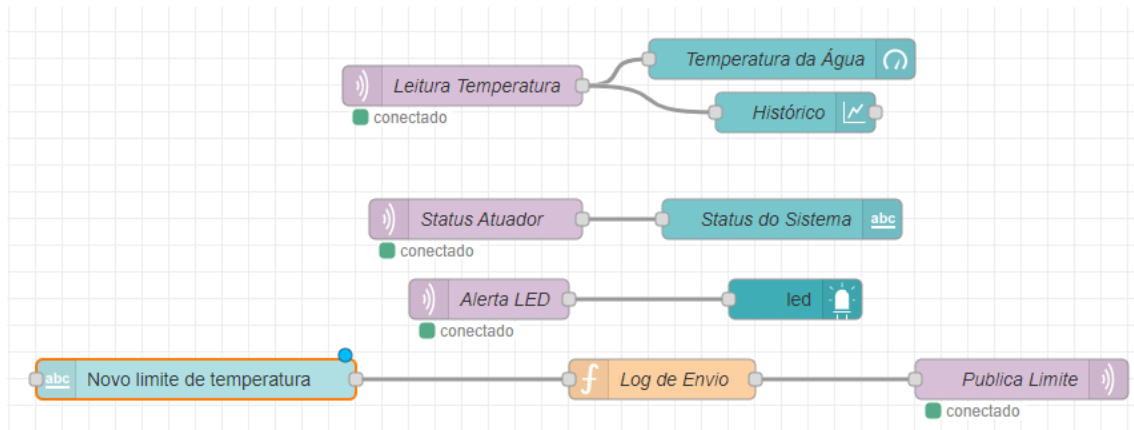 Temperatura da Água
Leitura Temperatura
conectado
Histórico
Status Atuador
Status do Sistema
abc
conectado
Alerta LED
led
conectado
abc
Novo limite de temperatura
f
Log de Envio
Publica Limite
conectado